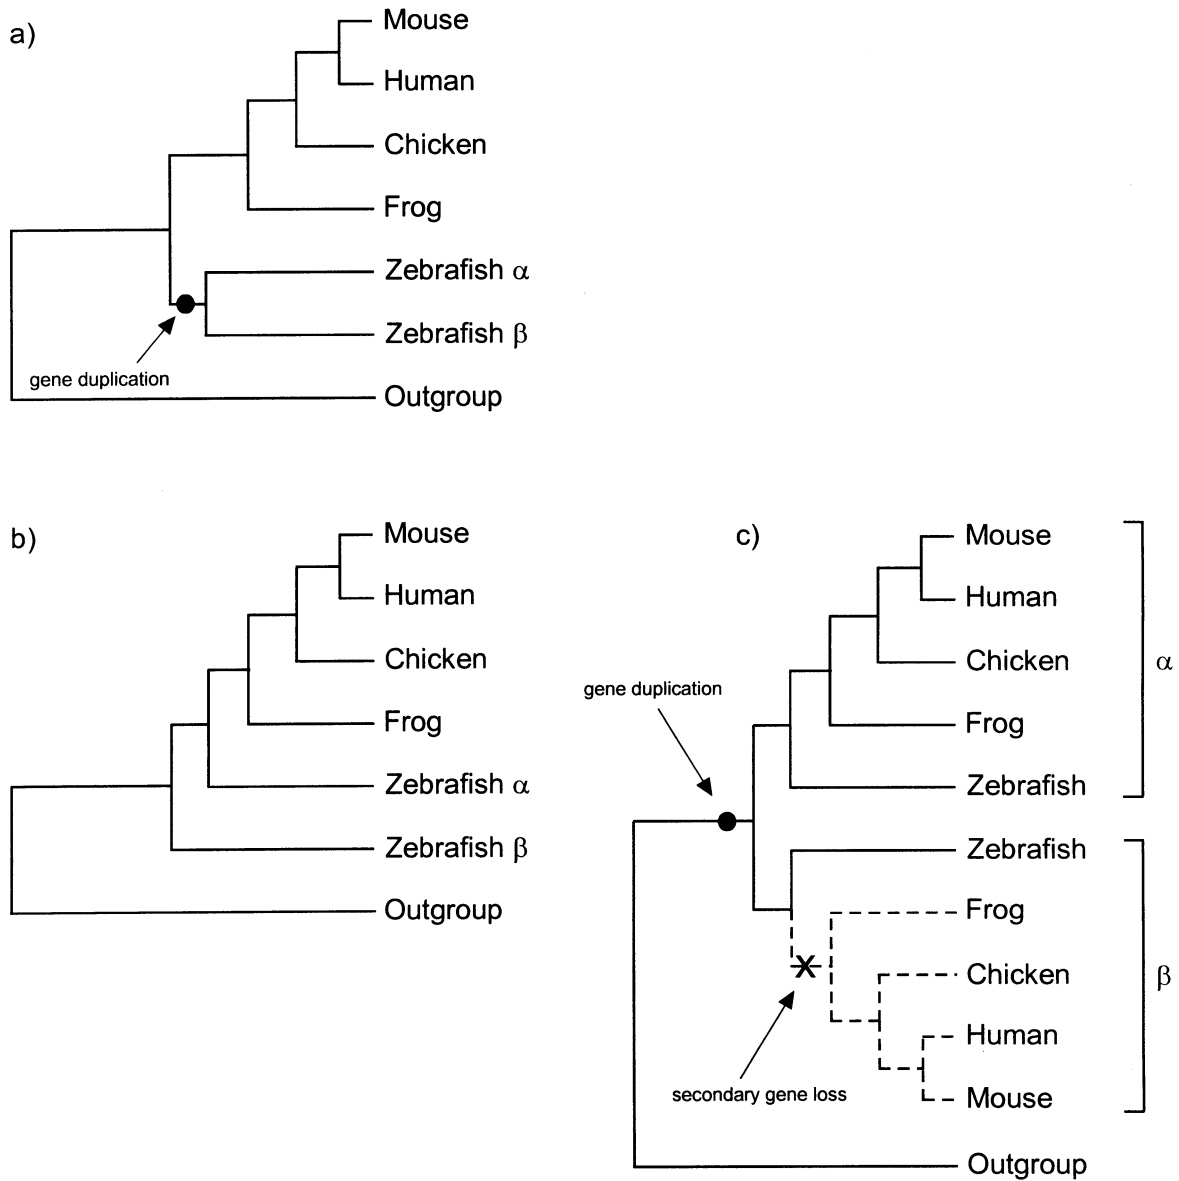 a)
Mouse
Human
Chicken
Frog
Zebrafish α
Zebrafish β
gene duplication
Outgroup
b)
Mouse
Human
Chicken
Frog
Zebrafish α
Zebrafish β
Outgroup
c)
Mouse
Human
Chicken
α
gene duplication
Frog
Zebrafish
Zebrafish
Frog
Chicken
β
Human
secondary gene loss
Mouse
Outgroup